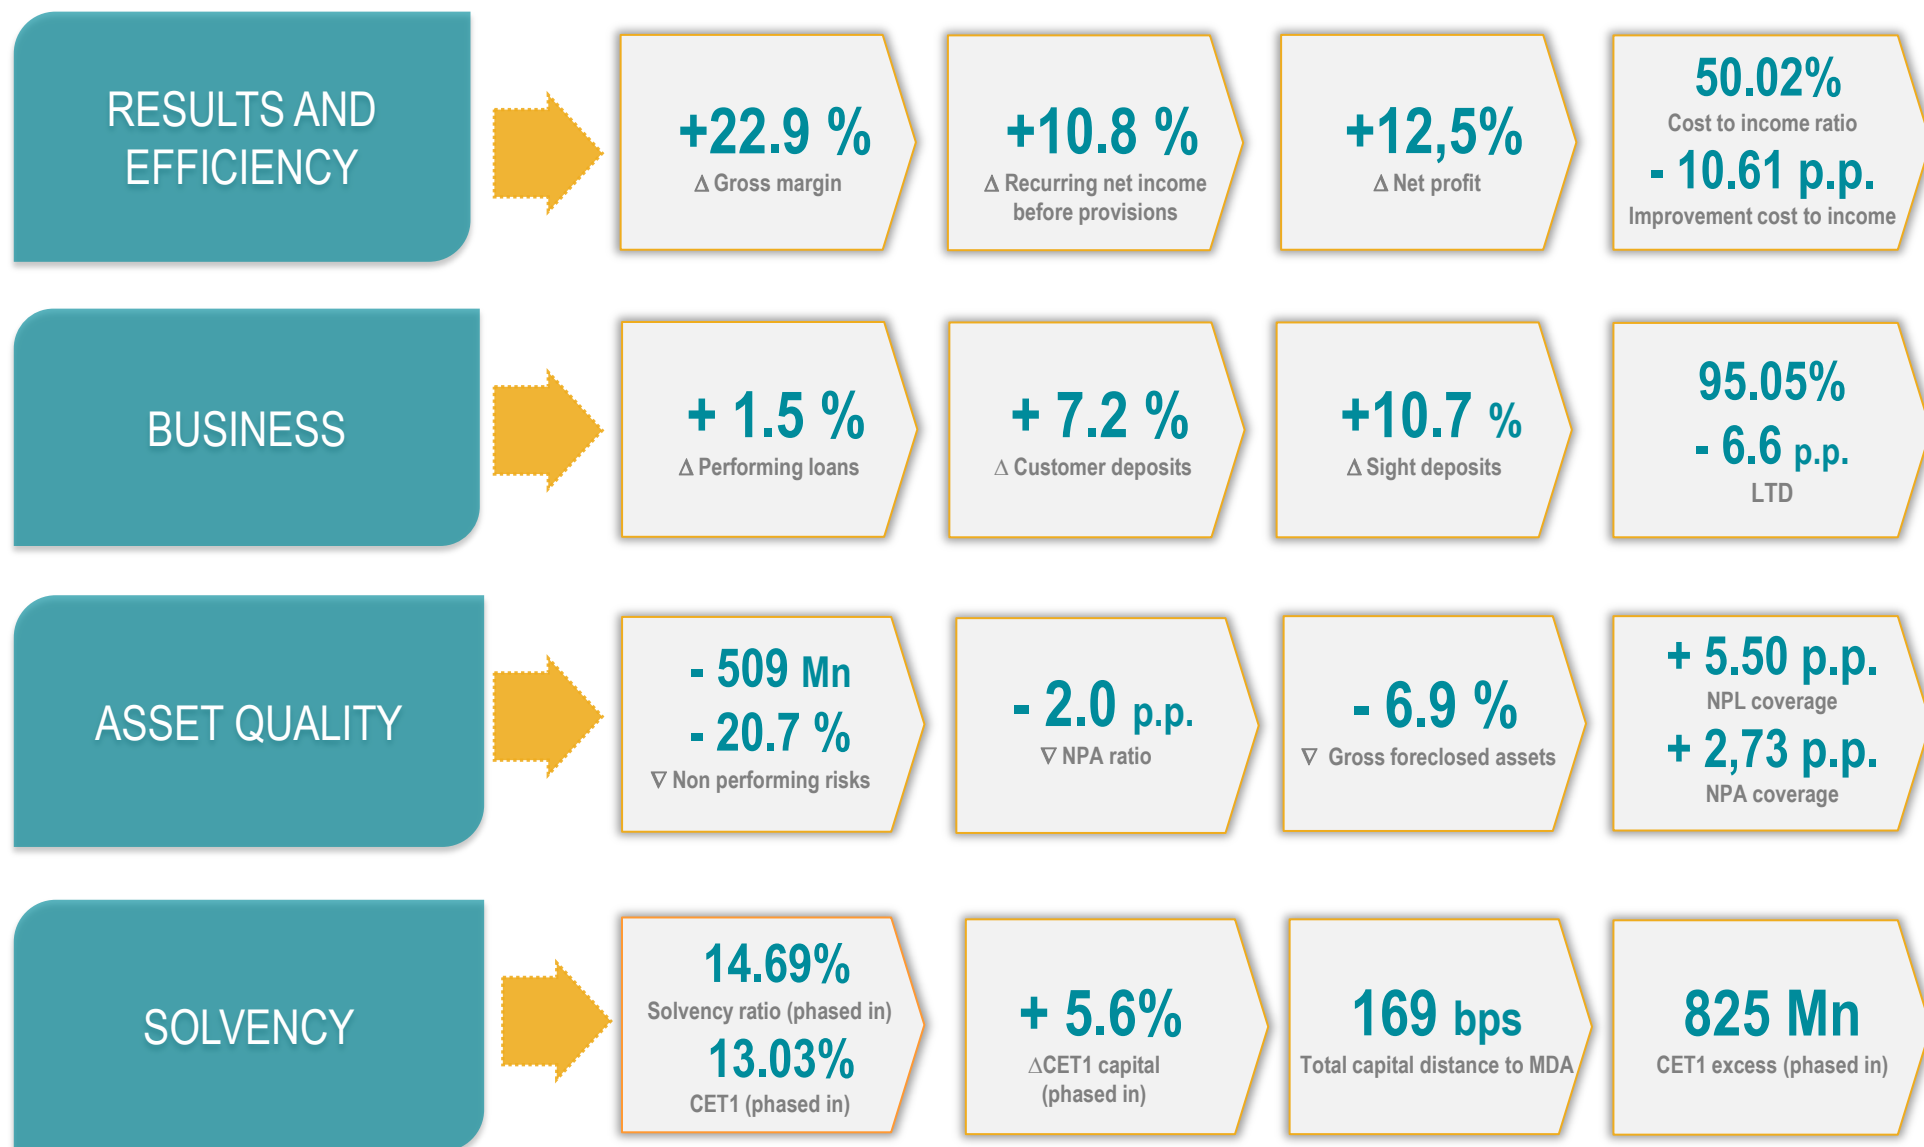 RESULTS AND
EFFICIENCY
+22.9 %
Δ Gross margin
+10.8 %
Δ Recurring net income
before provisions
+12,5%
Δ Net profit
50.02%
Cost to income ratio
- 10.61 p.p.
Improvement cost to income
BUSINESS
+ 1.5 %
Δ Performing loans
+ 7.2 %
Δ Customer deposits
+10.7 %
Δ Sight deposits
95.05%
- 6.6 p.p.
LTD
ASSET QUALITY
- 509 Mn
- 20.7 %
∇ Non performing risks
- 2.0 p.p.
∇ NPA ratio
- 6.9 %
∇ Gross foreclosed assets
+ 5.50 p.p.
NPL coverage
+ 2,73 p.p.
NPA coverage
SOLVENCY
14.69%
Solvency ratio (phased in)
13.03%
CET1 (phased in)
+ 5.6%
ΔCET1 capital
(phased in)
169 bps
Total capital distance to MDA
825 Mn
CET1 excess (phased in)